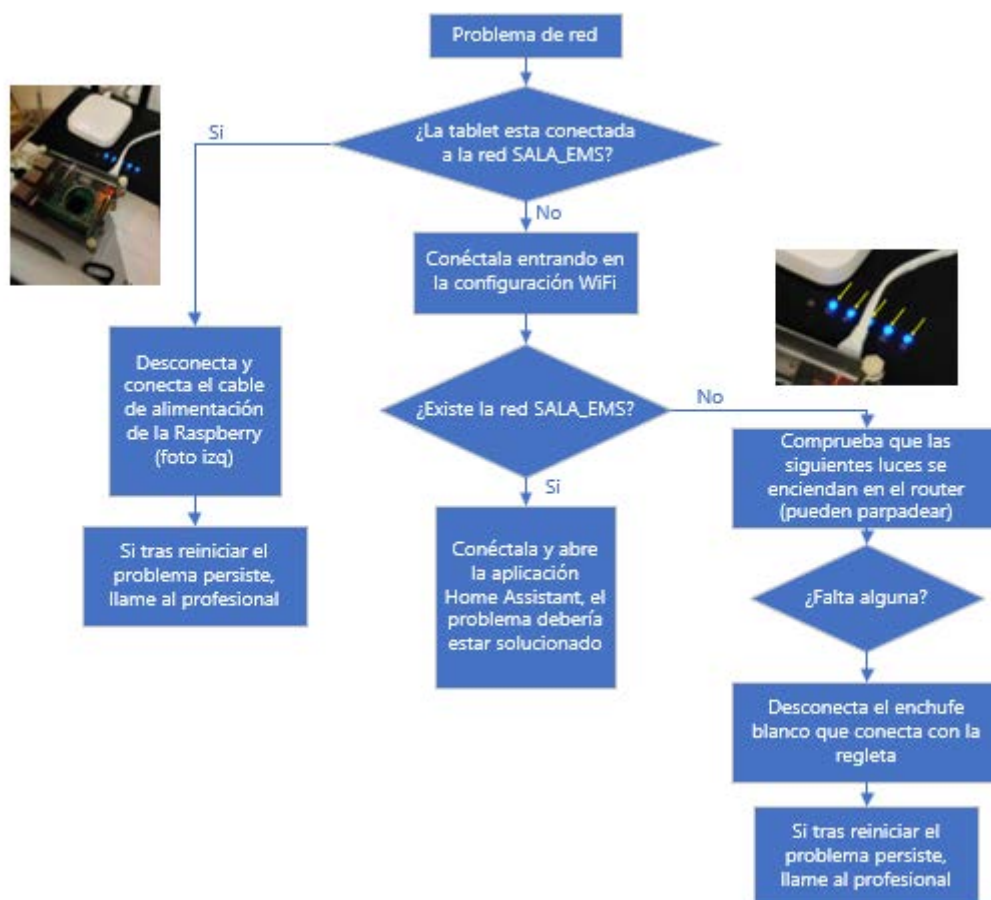 Problema de red
¿La tablet esta conectada
a la red SALA_EMS?
Si
No
Conéctala entrando en
la configuración WiFi
Desconecta y
conecta el cable
de alimentación
de la Raspberry
(foto izq)
¿Existe la red SALA_EMS?
No
Si
Comprueba que las
siguientes luces se
enciendan en el router
(pueden parpadear)
Si tras reiniciar el
problema persiste,
llame al profesional
Conéctala y abre
la aplicación
Home Assistant, el
problema debería
estar solucionado
¿Falta alguna?
Desconecta el enchufe
blanco que conecta con la
regleta
Si tras reiniciar el
problema persiste,
llame al profesional